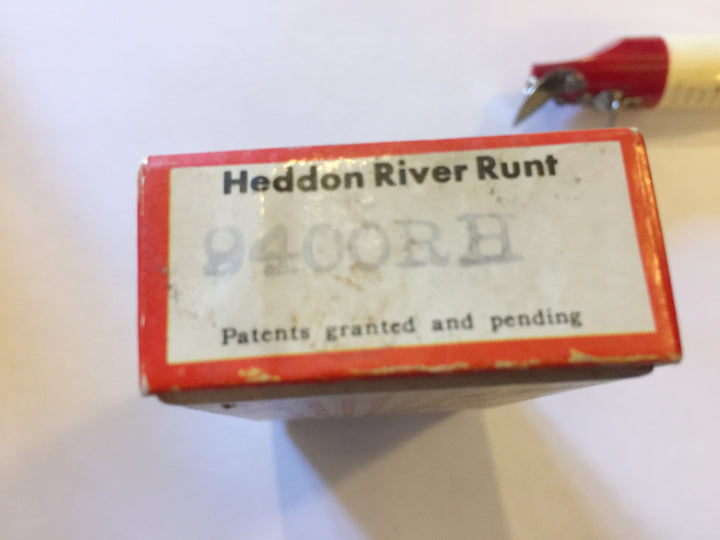 Heddon River Runt
9400RH
Patents granted and pending